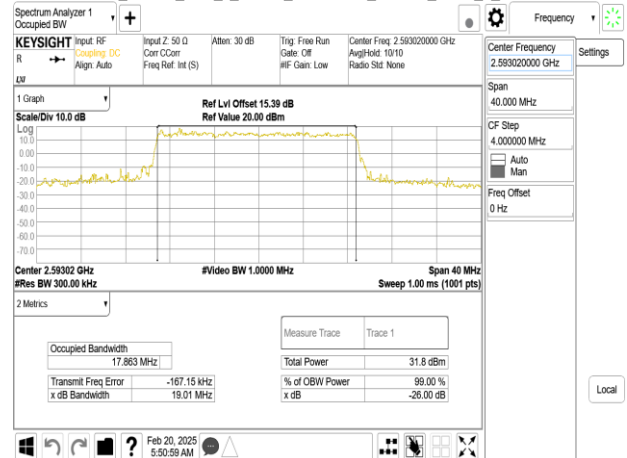 Spectrum Analyzer 1
Occupied BW
Frequency
KEYSIGHT
R
LXI
Input: RF
Coupling: DC
Align: Auto
Input Z: 50 Ω
Corr CCorr
Freq Ref: Int (S)
Atten: 30 dB
Trig: Free Run
Gate: Off
#IF Gain: Low
Center Freq: 2.593020000 GHz
Avg|Hold: 10/10
Radio Std: None
Center Frequency
2.593020000 GHz
Settings
Span
40.000 MHz
CF Step
4.000000 MHz
Auto
Man
Freq Offset
0 Hz
Local
1 Graph
Scale/Div 10.0 dB
Ref Lvl Offset 15.39 dB
Ref Value 20.00 dBm
Log
10.0
0.00
-10.0
-20.0
-30.0
-40.0
-50.0
-60.0
-70.0
Center 2.59302 GHz
#Video BW 1.0000 MHz
Span 40 MHz
#Res BW 300.00 kHz
Sweep 1.00 ms (1001 pts)
2 Metrics
Measure Trace Trace 1
Occupied Bandwidth
17.863 MHz
Total Power 31.8 dBm
Transmit Freq Error -167.15 kHz
% of OBW Power 99.00 %
x dB Bandwidth 19.01 MHz
x dB -26.00 dB
?
Feb 20, 2025
5:50:59 AM